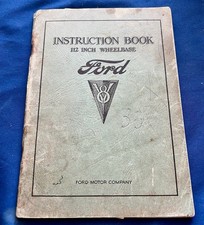 INSTRUCTION BOOK
112 INCH WHEELBASE
Ford
V8
FORD MOTOR COMPANY